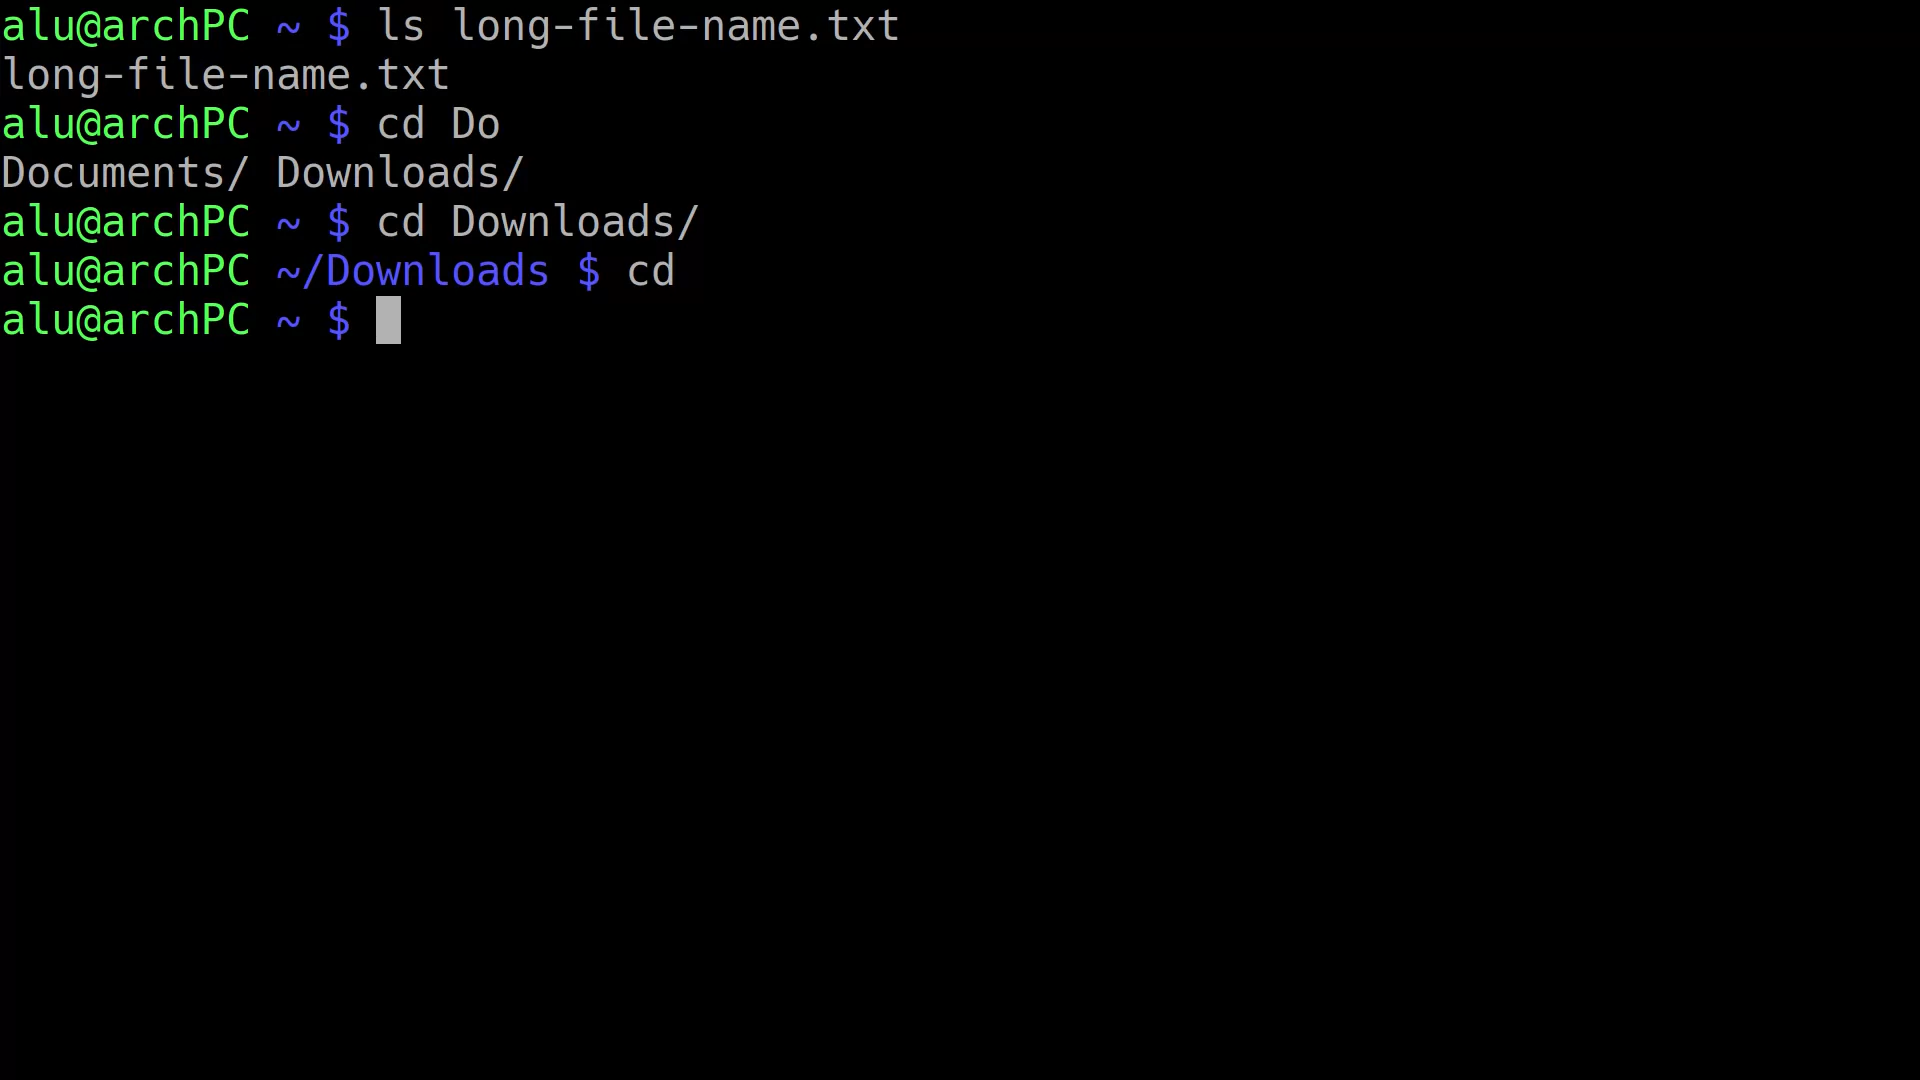 alu@archPC ~ $ ls long-file-name.txt
long-file-name.txt
alu@archPC ~ $ cd Do
Documents/ Downloads/
alu@archPC ~ $ cd Downloads/
alu@archPC ~/Downloads $ cd
alu@archPC ~ $